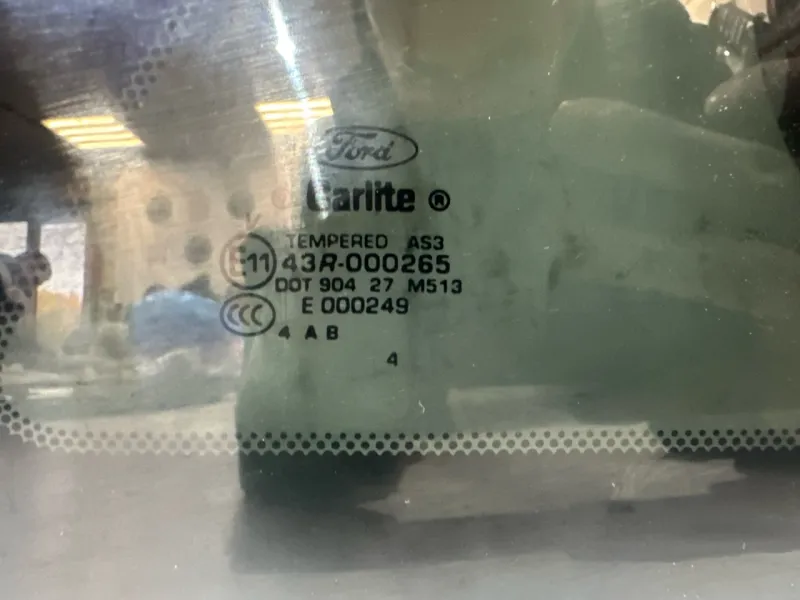 Ford
Carlite ®
TEMPERED AS3
E11 43R-000265
DOT 904 27 M513
CCC E 000249
4 A B
4